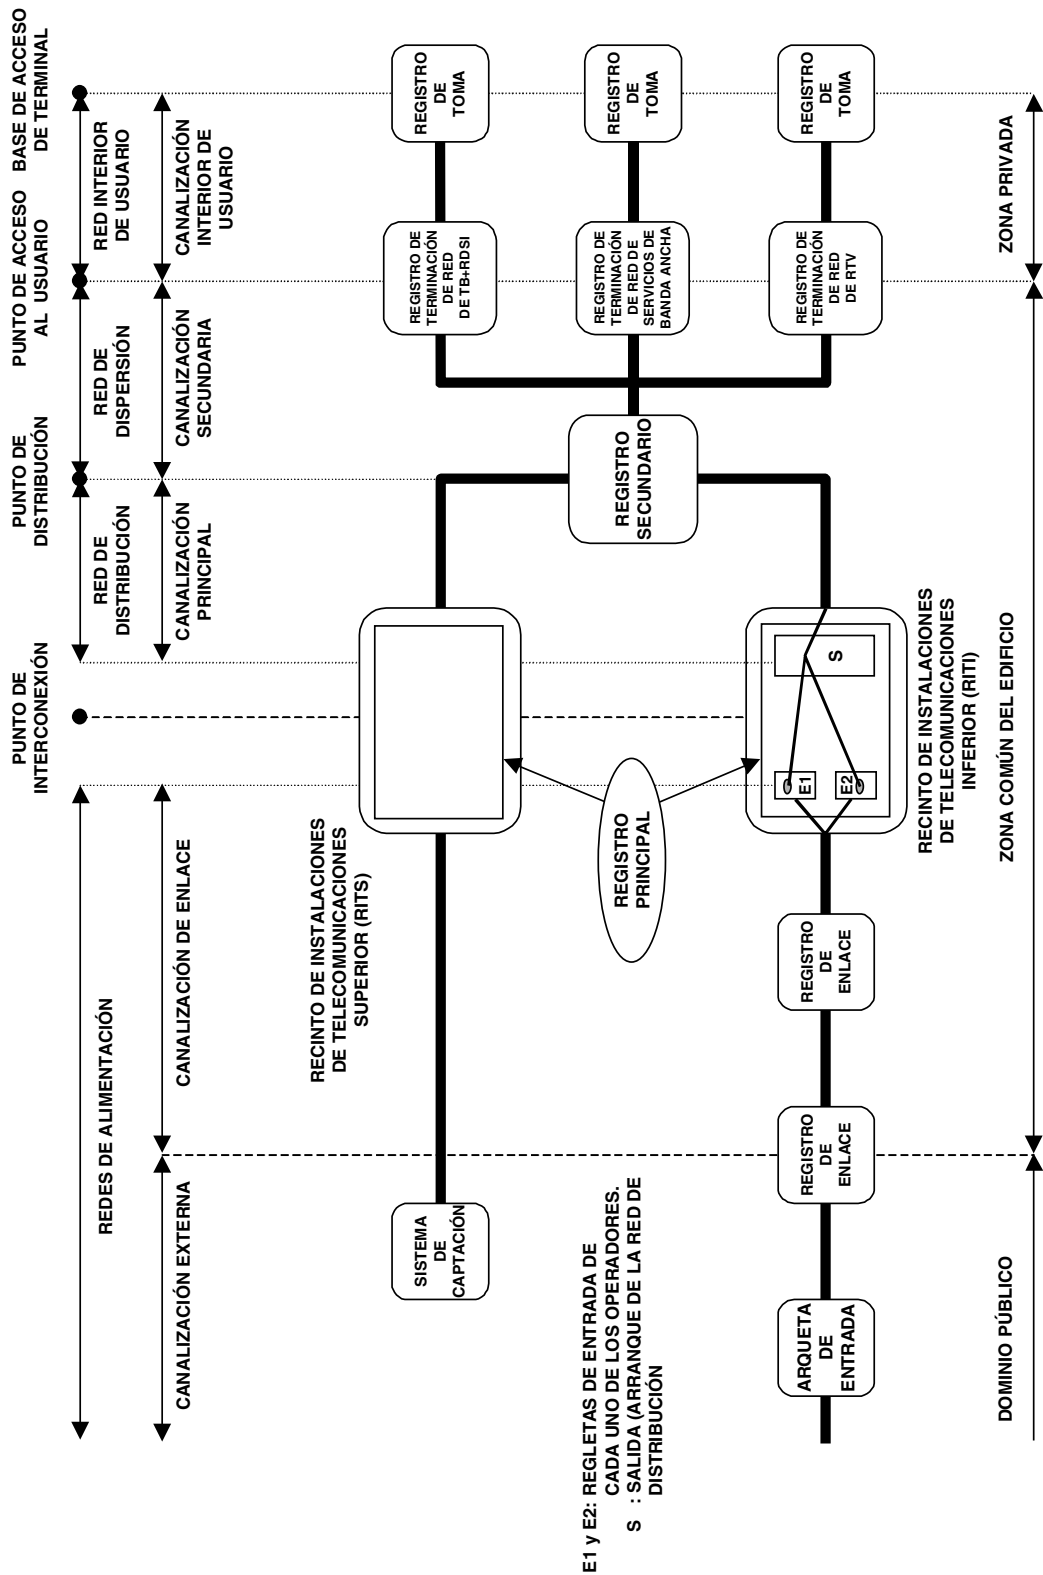 PUNTO DE
INTERCONEXIÓN
PUNTO DE
DISTRIBUCIÓN
PUNTO DE ACCESO
AL USUARIO
BASE DE ACCESO
DE TERMINAL
REDES DE ALIMENTACIÓN
RED DE
DISTRIBUCIÓN
RED DE
DISPERSIÓN
RED INTERIOR
DE USUARIO
CANALIZACIÓN EXTERNA
CANALIZACIÓN DE ENLACE
CANALIZACIÓN
PRINCIPAL
CANALIZACIÓN
SECUNDARIA
CANALIZACIÓN
INTERIOR DE
USUARIO
RECINTO DE INSTALACIONES
DE TELECOMUNICACIONES
SUPERIOR (RITS)
SISTEMA
DE
CAPTACIÓN
REGISTRO DE
TERMINACIÓN
DE RED
DE TB+RDSI
REGISTRO
DE
TOMA
REGISTRO
PRINCIPAL
REGISTRO
SECUNDARIO
REGISTRO DE
TERMINACIÓN
DE RED DE
SERVICIOS DE
BANDA ANCHA
REGISTRO
DE
TOMA
E1 y E2: REGLETAS DE ENTRADA DE
CADA UNO DE LOS OPERADORES.
S : SALIDA (ARRANQUE DE LA RED DE
DISTRIBUCIÓN
ARQUETA
DE
ENTRADA
REGISTRO
DE
ENLACE
REGISTRO
DE
ENLACE
E1
E2
S
REGISTRO DE
TERMINACIÓN
DE RED
DE RTV
REGISTRO
DE
TOMA
RECINTO DE INSTALACIONES
DE TELECOMUNICACIONES
INFERIOR (RITI)
DOMINIO PÚBLICO
ZONA COMÚN DEL EDIFICIO
ZONA PRIVADA